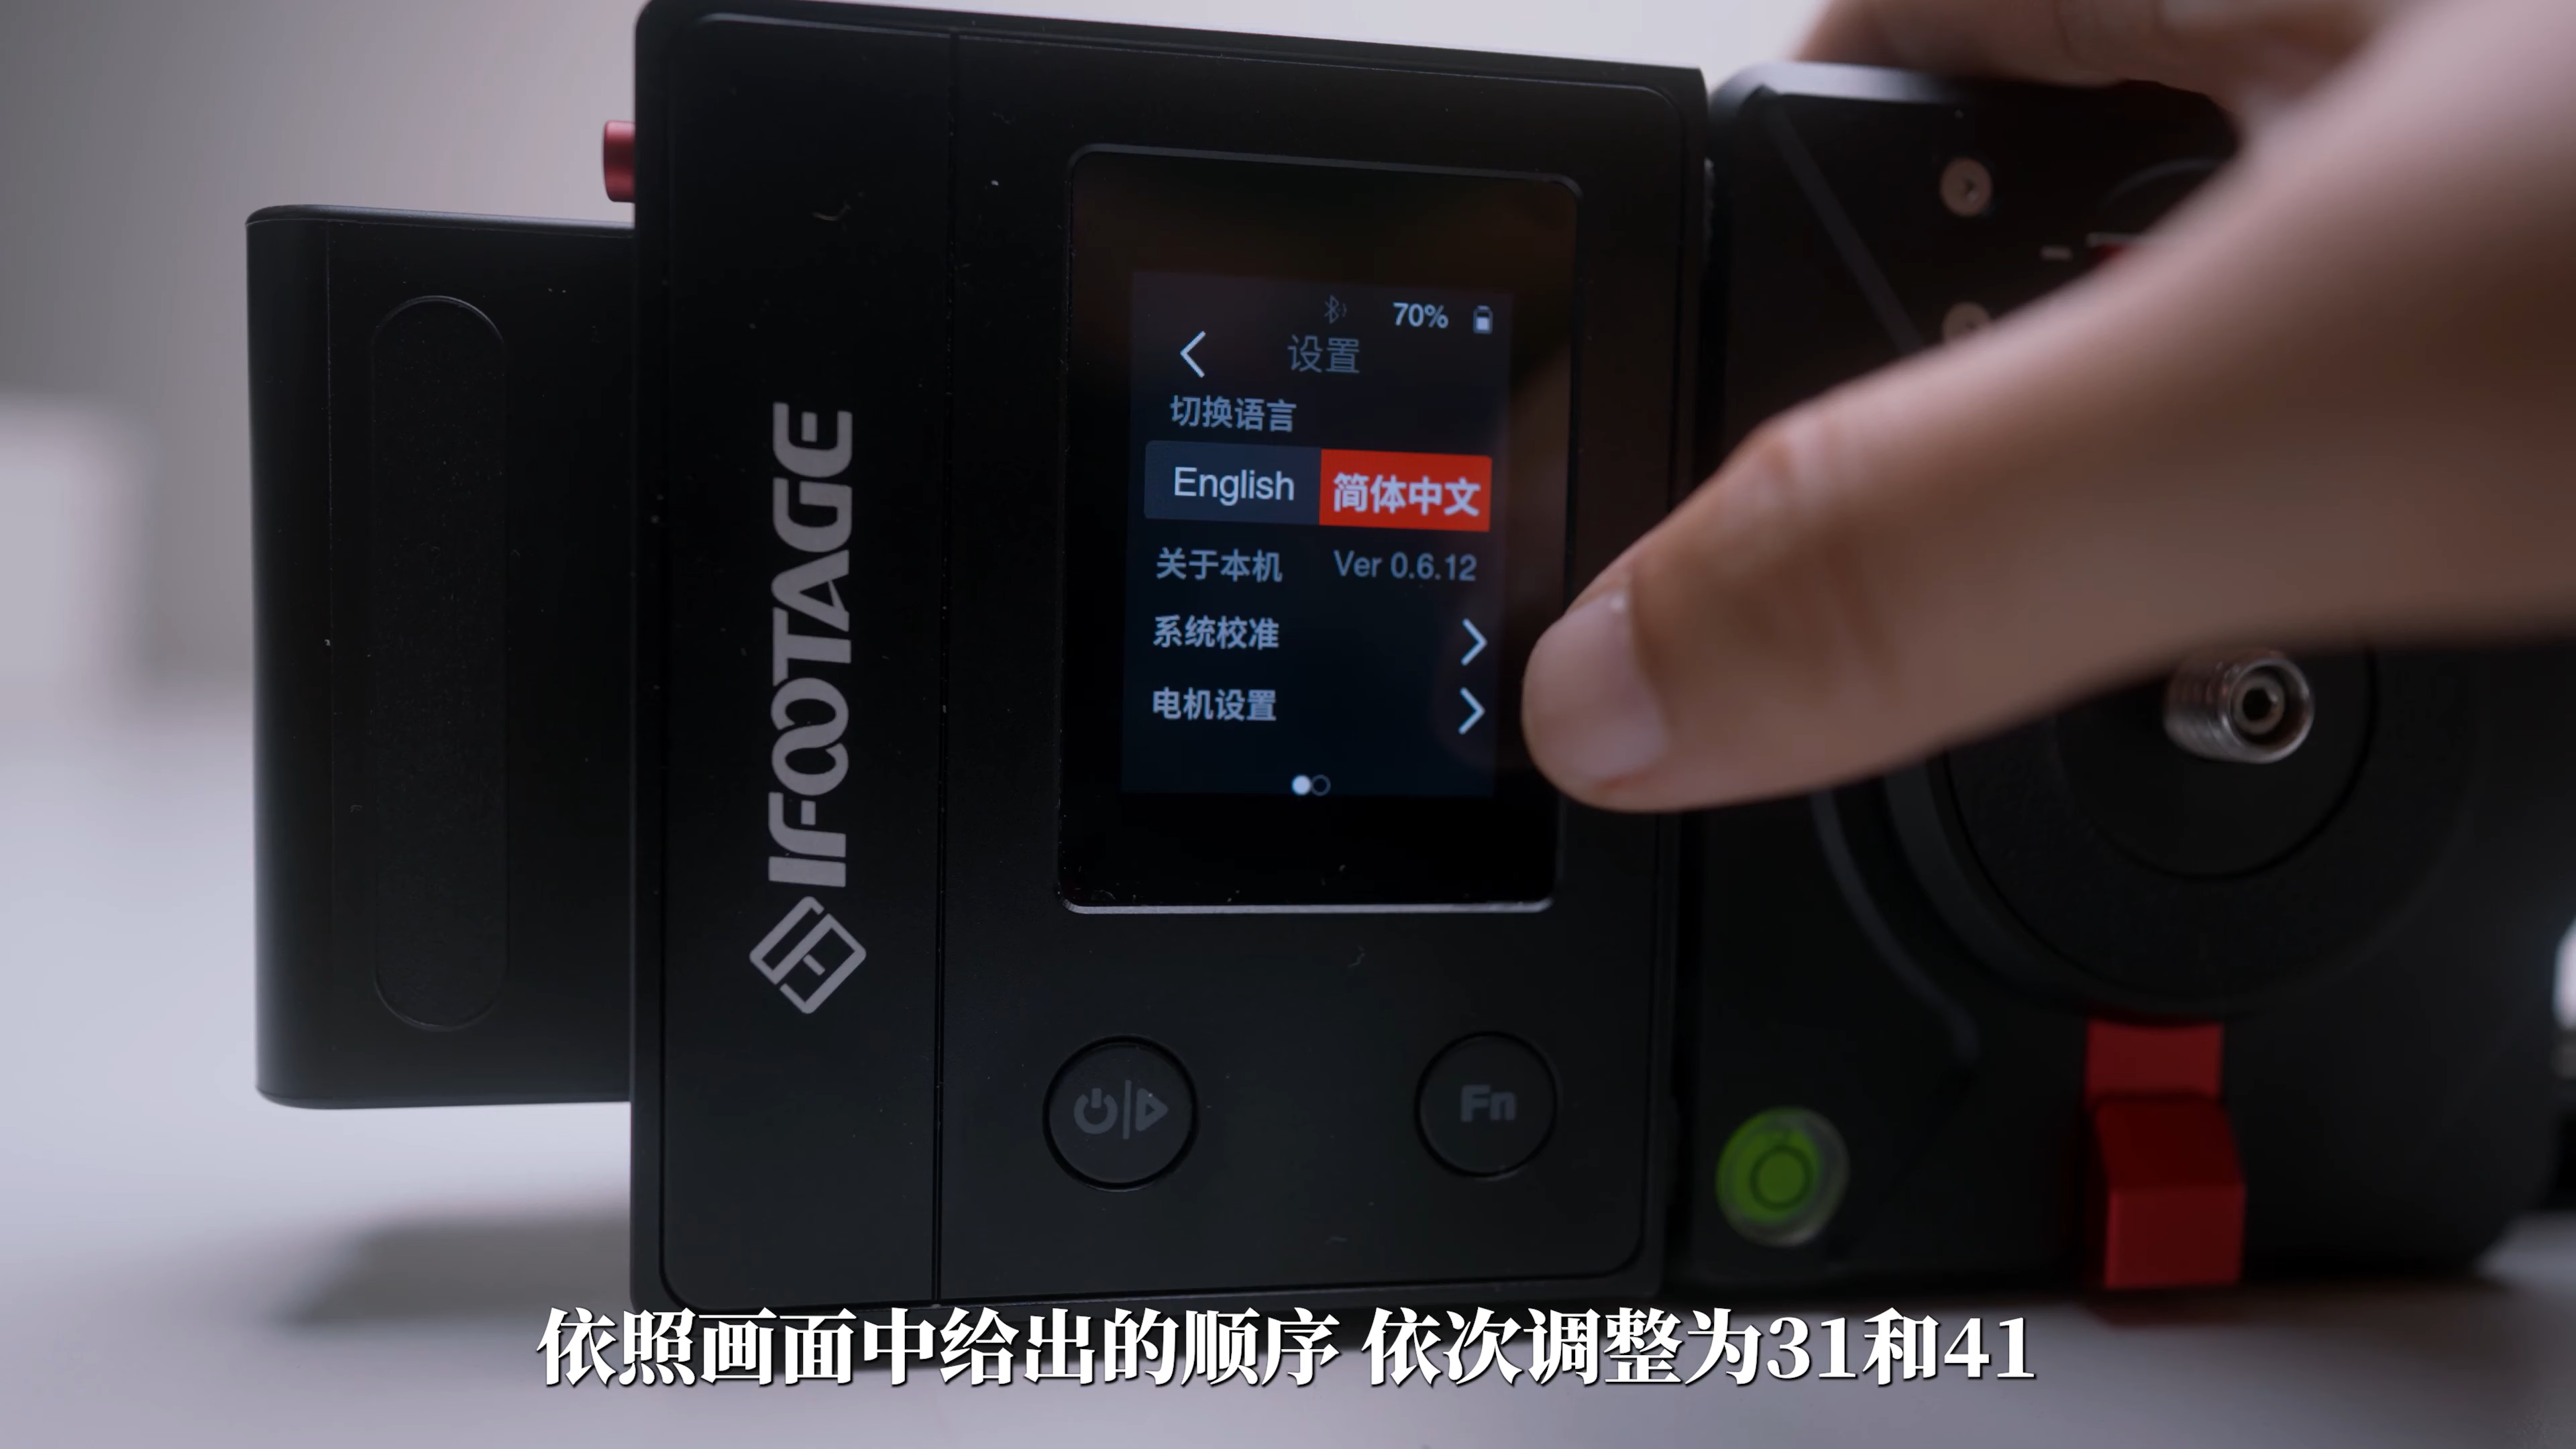 70%
设置
切换语言
English 简体中文
关于本机 Ver 0.6.12
系统校准
电机设置
IFOOTAGE
Fn
依照画面中给出的顺序 依次调整为31和41